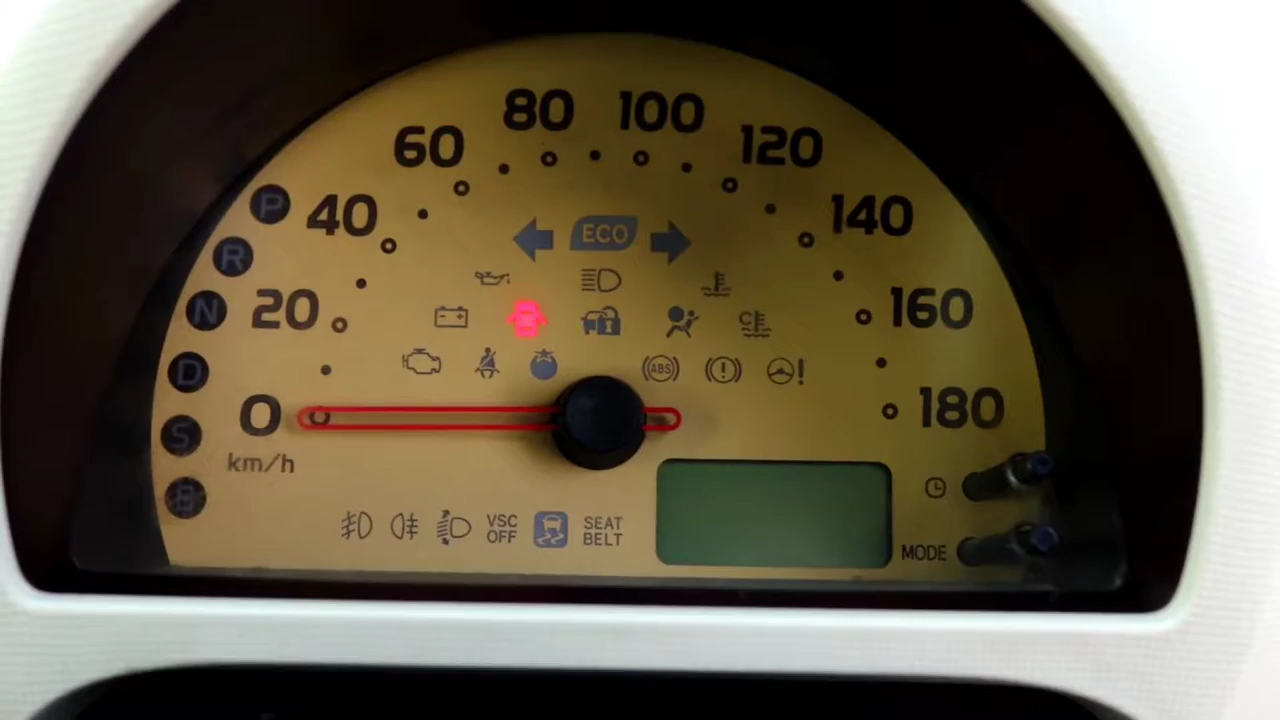 80 100
60 120
P 40 ECO 140
R
N 20 160
D
ABS
S 0 180
km/h
B
VSC OFF
SEAT BELT
MODE
C